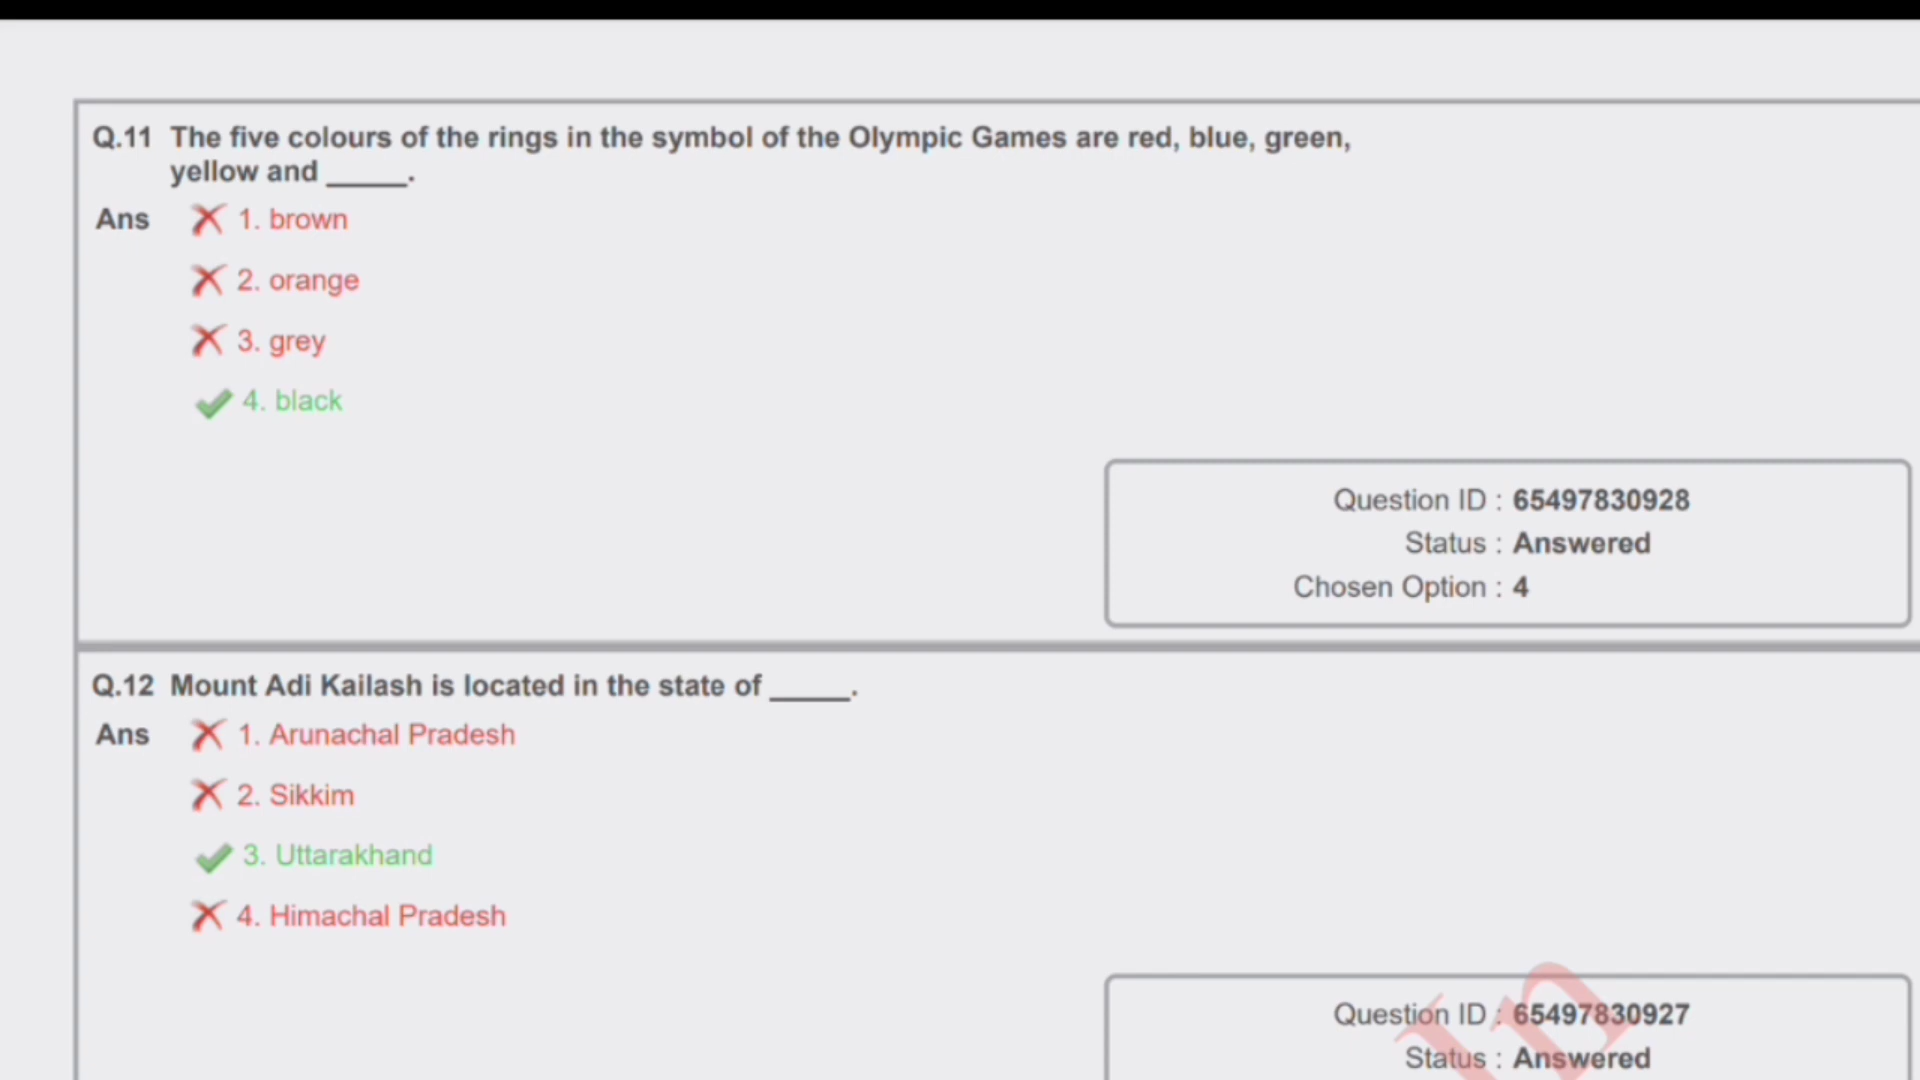 Q.11 The five colours of the rings in the symbol of the Olympic Games are red, blue, green,
yellow and _____.
Ans 1. brown
2. orange
3. grey
4. black
Question ID : 65497830928
Status : Answered
Chosen Option : 4
Q.12 Mount Adi Kailash is located in the state of _____.
Ans 1. Arunachal Pradesh
2. Sikkim
3. Uttarakhand
4. Himachal Pradesh
Question ID : 65497830927
Status : Answered